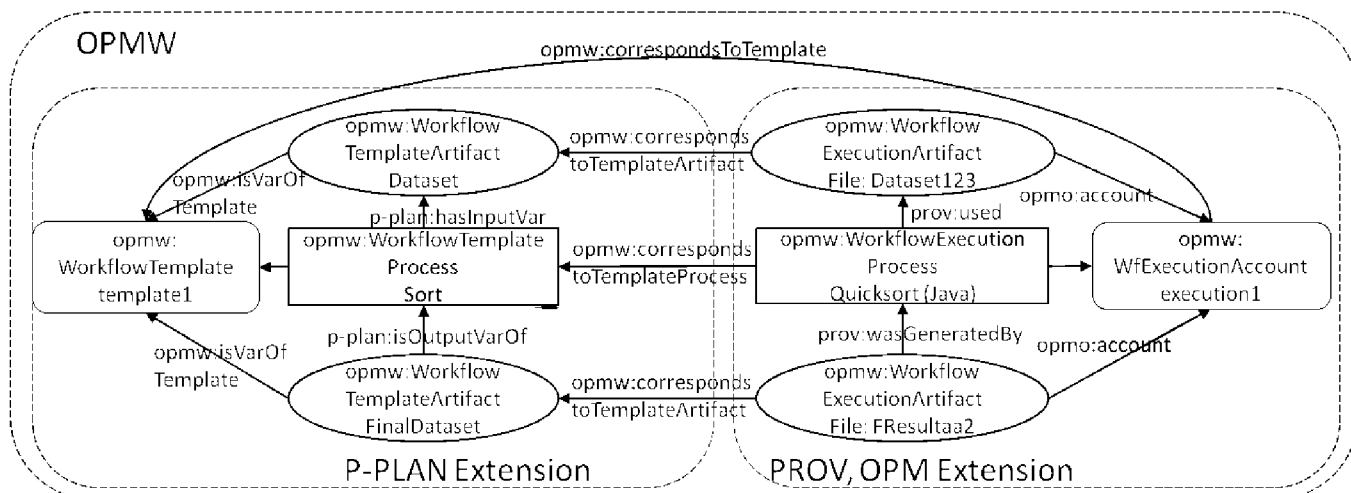 OPMW
opmw:correspondsToTemplate
opmw:Workflow
TemplateArtifact
Dataset
opmw:corresponds
toTemplateArtifact
opmw:Workflow
ExecutionArtifact
File: Dataset123
opmw:isVarOf
Template
p-plan:hasInputVar
prov:used
opmo:account
opmw:
WorkflowTemplate
template1
opmw:WorkflowTemplate
Process
Sort
opmw:corresponds
toTemplateProcess
opmw:WorkflowExecution
Process
Quicksort (Java)
opmw:
WfExecutionAccount
execution1
opmw:isVarOf
Template
p-plan:isOutputVarOf
prov:wasGeneratedBy
opmo:account
opmw:Workflow
TemplateArtifact
FinalDataset
opmw:corresponds
toTemplateArtifact
opmw:Workflow
ExecutionArtifact
File: FResultaa2
P-PLAN Extension
PROV, OPM Extension